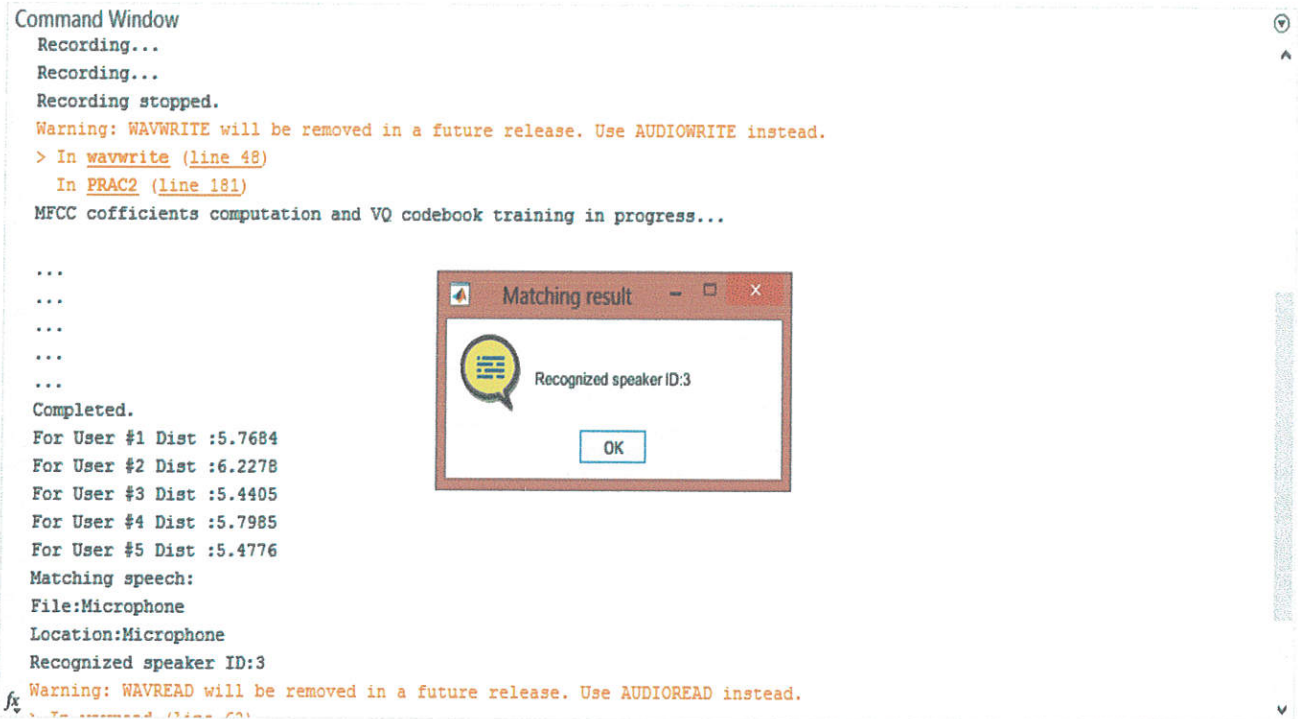 Command Window
Recording...
Recording...
Recording stopped.
Warning: WAVWRITE will be removed in a future release. Use AUDIOWRITE instead.
> In wavwrite (line 48)
In PRAC2 (line 181)
MFCC cofficients computation and VQ codebook training in progress...
...
...
...
...
...
Completed.
For User #1 Dist :5.7684
For User #2 Dist :6.2278
For User #3 Dist :5.4405
For User #4 Dist :5.7985
For User #5 Dist :5.4776
Matching speech:
File:Microphone
Location:Microphone
Recognized speaker ID:3
fx Warning: WAVREAD will be removed in a future release. Use AUDIOREAD instead.
Matching result
Recognized speaker ID:3
OK